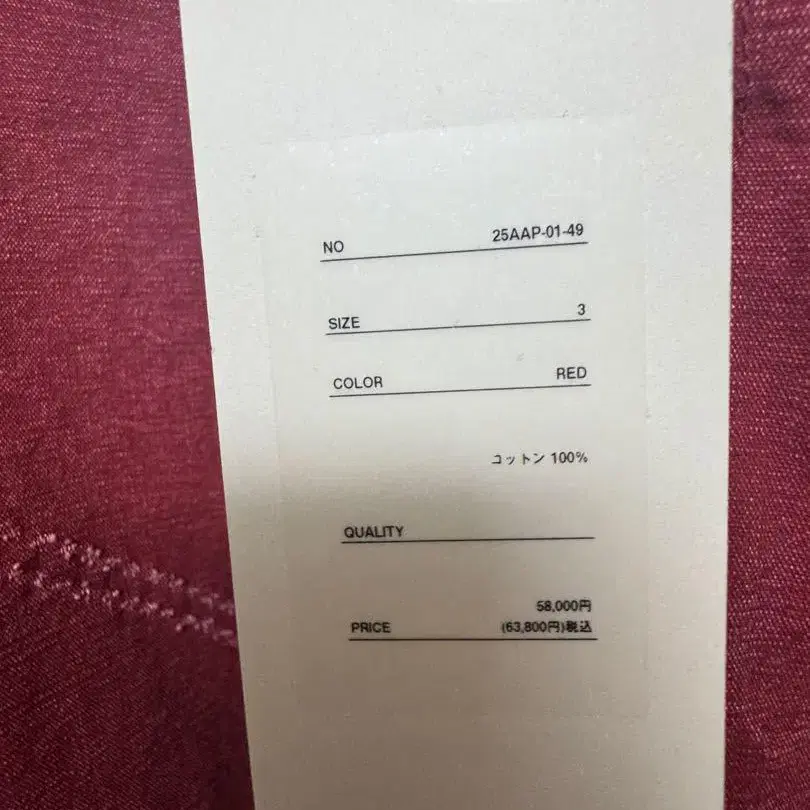 NO 25AAP-01-49
SIZE 3
COLOR RED
コットン 100%
QUALITY
58,000円
PRICE (63,800円)税込